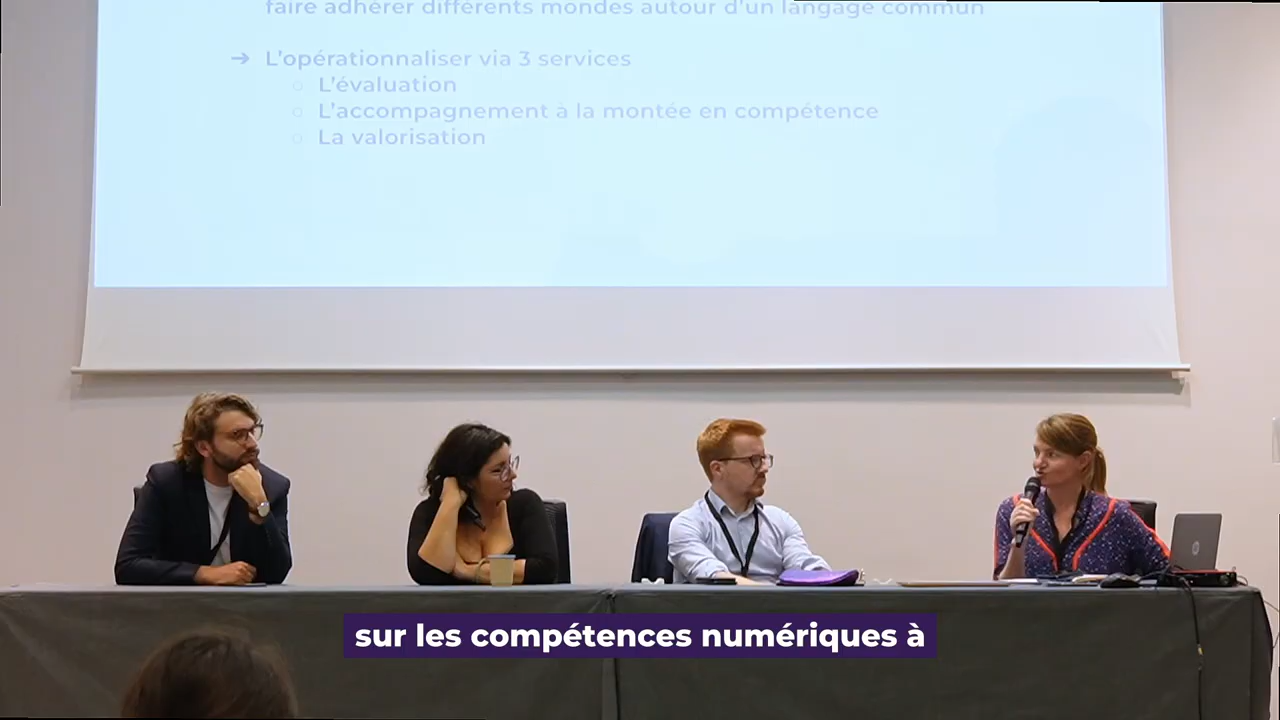 faire adhérer différents mondes autour d'un langage commun
➔ L'opérationnaliser via 3 services
○ L'évaluation
○ L'accompagnement à la montée en compétence
○ La valorisation
sur les compétences numériques à